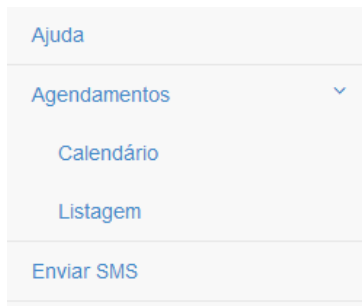 Ajuda
Agendamentos
Calendário
Listagem
Enviar SMS